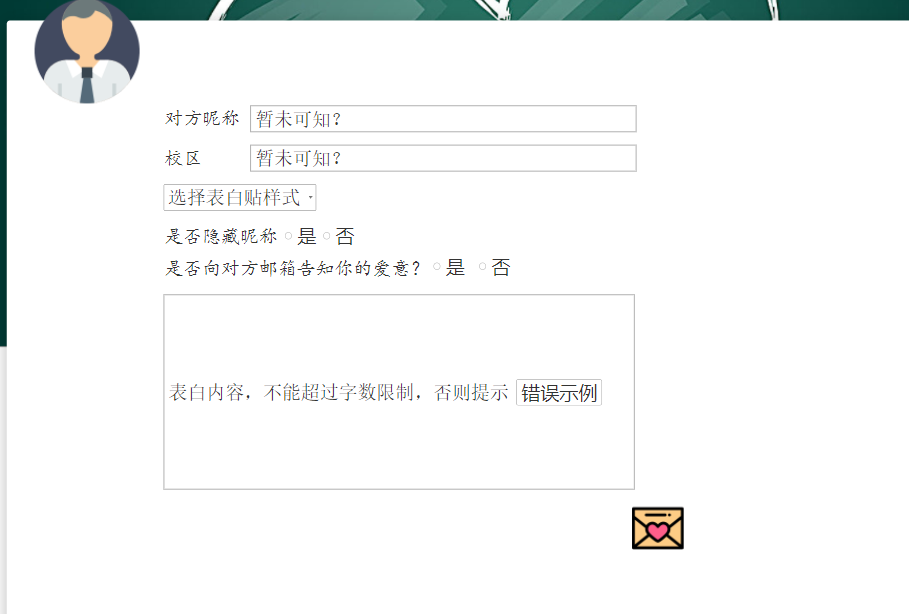 对方昵称 暂未可知？
校区 暂未可知？
选择表白贴样式
是否隐藏昵称 是 否
是否向对方邮箱告知你的爱意？ 是 否
表白内容，不能超过字数限制，否则提示 错误示例